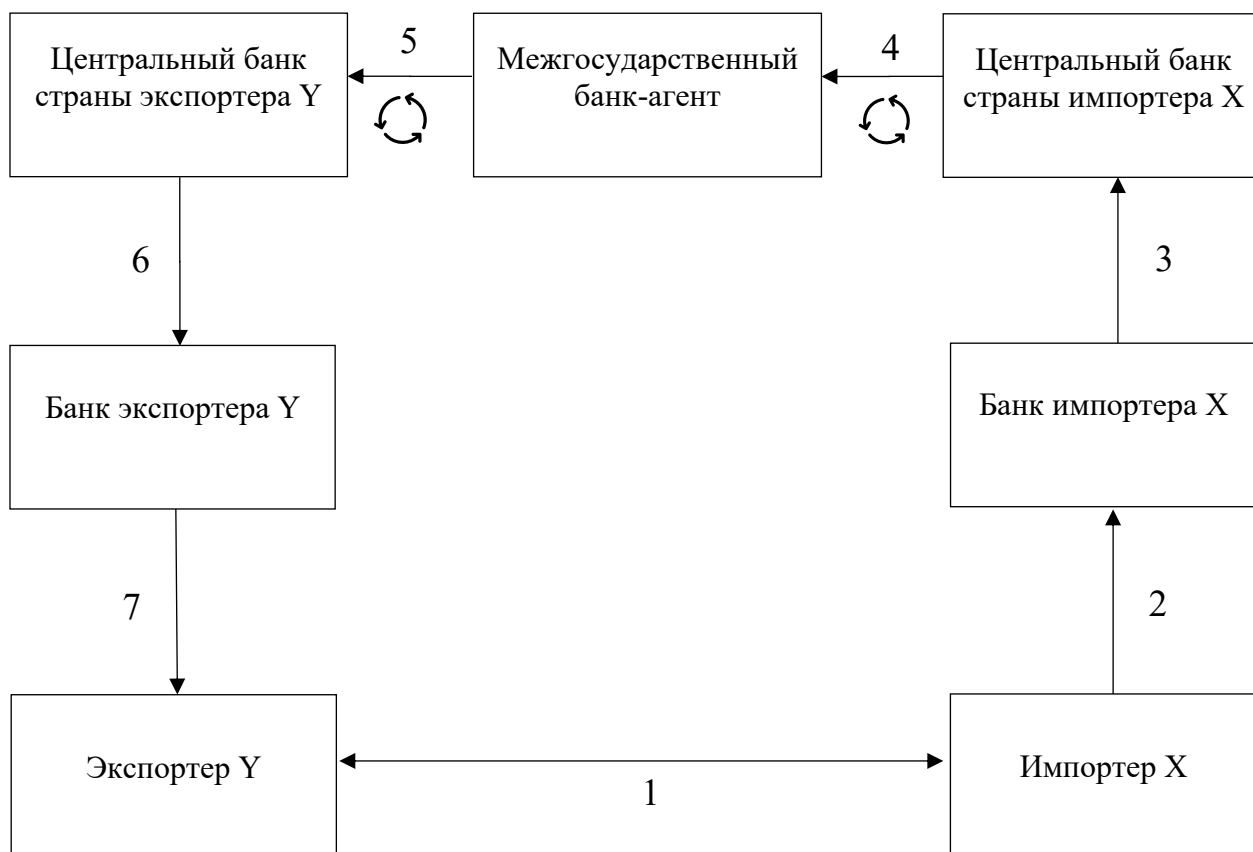 Центральный банк
страны экспортера Y
5
Межгосударственный
банк-агент
4
Центральный банк
страны импортера X
6
3
Банк экспортера Y
Банк импортера X
7
2
Экспортер Y
1
Импортер X